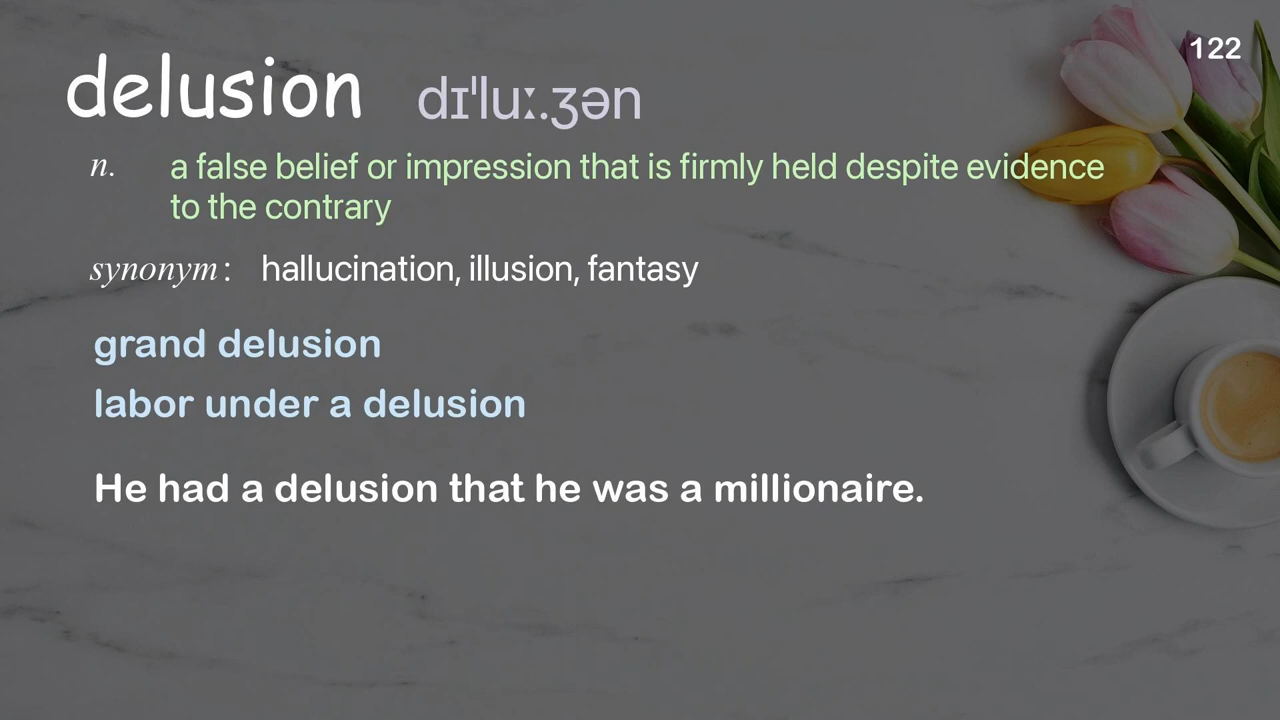 122
delusion dɪˈluː.ʒən
n. a false belief or impression that is firmly held despite evidence
to the contrary
synonym: hallucination, illusion, fantasy
grand delusion
labor under a delusion
He had a delusion that he was a millionaire.